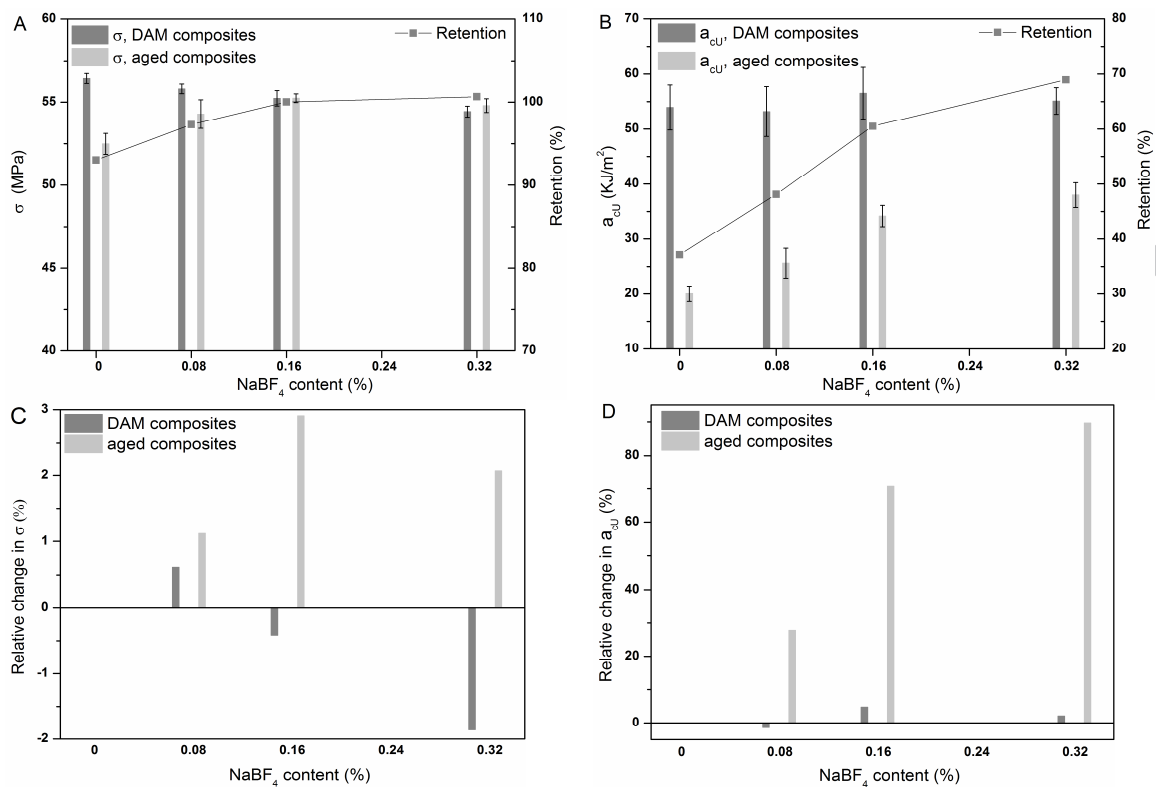 A
σ, DAM composites
σ, aged composites
Retention
60
55
50
45
40
σ (MPa)
110
100
90
80
70
Retention (%)
0 0.08 0.16 0.24 0.32
NaBF4 content (%)
B
acU, DAM composites
acU, aged composites
Retention
70
60
50
40
30
20
10
acU (KJ/m2)
80
70
60
50
40
30
20
Retention (%)
0 0.08 0.16 0.24 0.32
NaBF4 content (%)
C
DAM composites
aged composites
3
2
1
0
-1
-2
Relative change in σ (%)
0 0.08 0.16 0.24 0.32
NaBF4 content (%)
D
DAM composites
aged composites
80
60
40
20
0
Relative change in acU (%)
0 0.08 0.16 0.24 0.32
NaBF4 content (%)